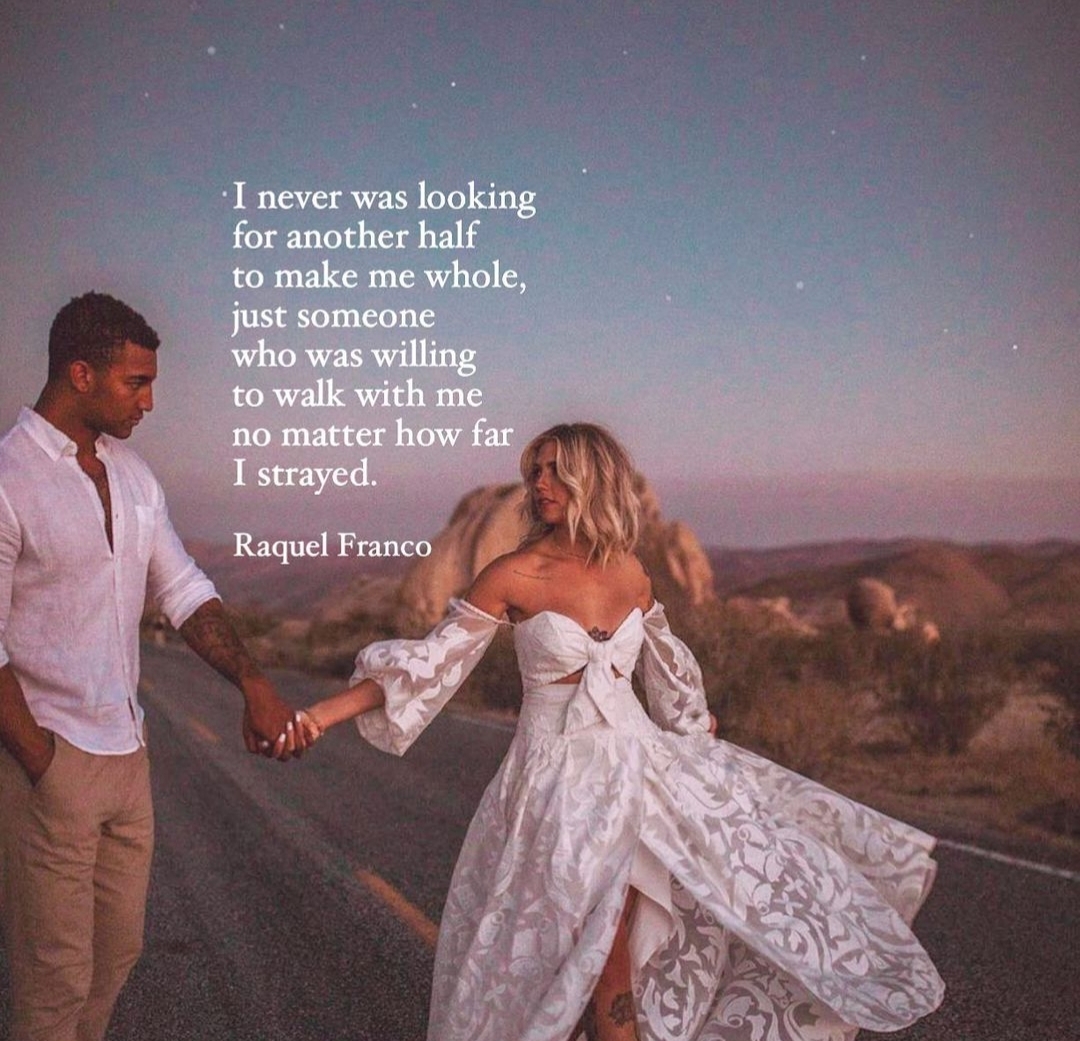 I never was looking
for another half
to make me whole,
just someone
who was willing
to walk with me
no matter how far
I strayed.
Raquel Franco